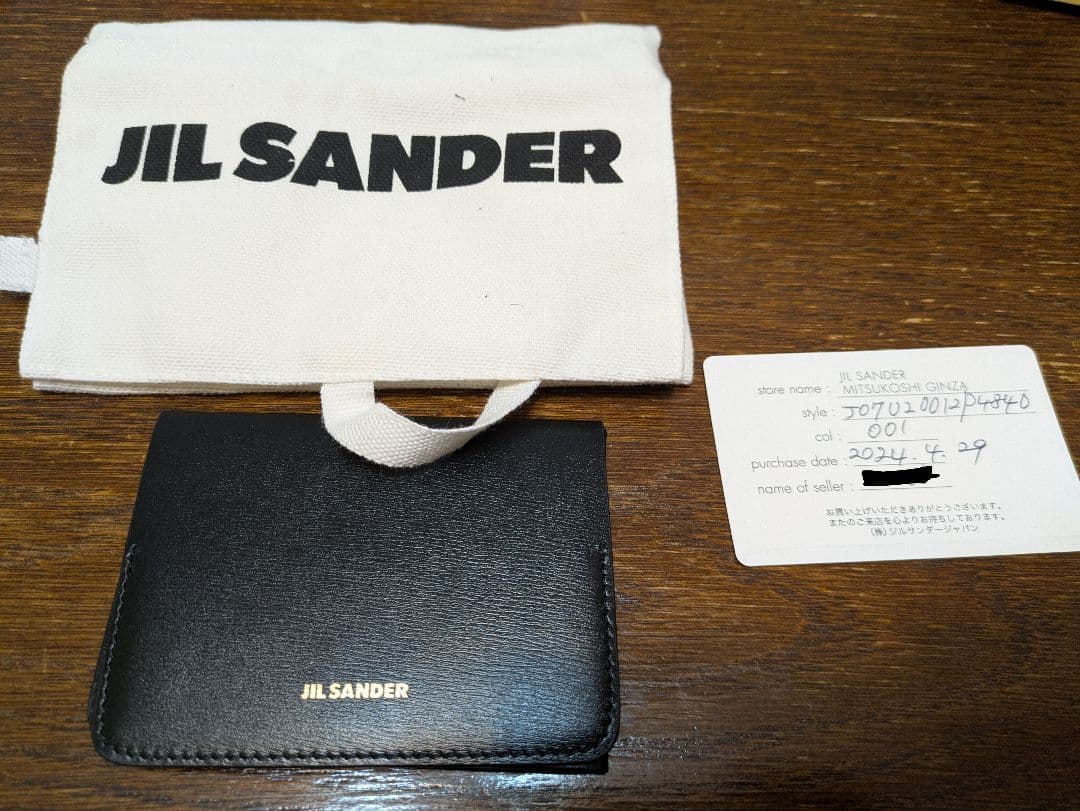 JIL SANDER
JIL SANDER
store name : MITSUKOSHI GINZA
style : J07UZ0012P4840
col : 001
purchase date : 2024.4.29
name of seller :
お買い上げいただきありがとうございます。
またのご来店を心よりお待ちしております。
(株)ジルサンダージャパン
JIL SANDER